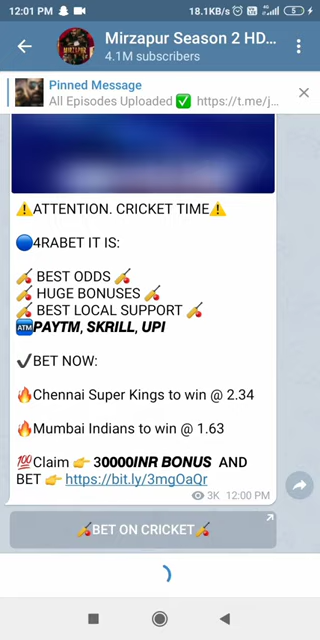 12:01 PM
18.1KB/s
5
Mirzapur Season 2 HD...
4.1M subscribers
Pinned Message
All Episodes Uploaded ✅ https://t.me/j...
⚠️ATTENTION. CRICKET TIME⚠️
🔵4RABET IT IS:
🏏 BEST ODDS 🏏
🏏 HUGE BONUSES 🏏
🏏 BEST LOCAL SUPPORT 🏏
🏧PAYTM, SKRILL, UPI
✔️BET NOW:
🔥Chennai Super Kings to win @ 2.34
🔥Mumbai Indians to win @ 1.63
💯Claim 👉 30000INR BONUS AND
BET 👉 https://bit.ly/3mgOaQr
3K 12:00 PM
🏏BET ON CRICKET🏏